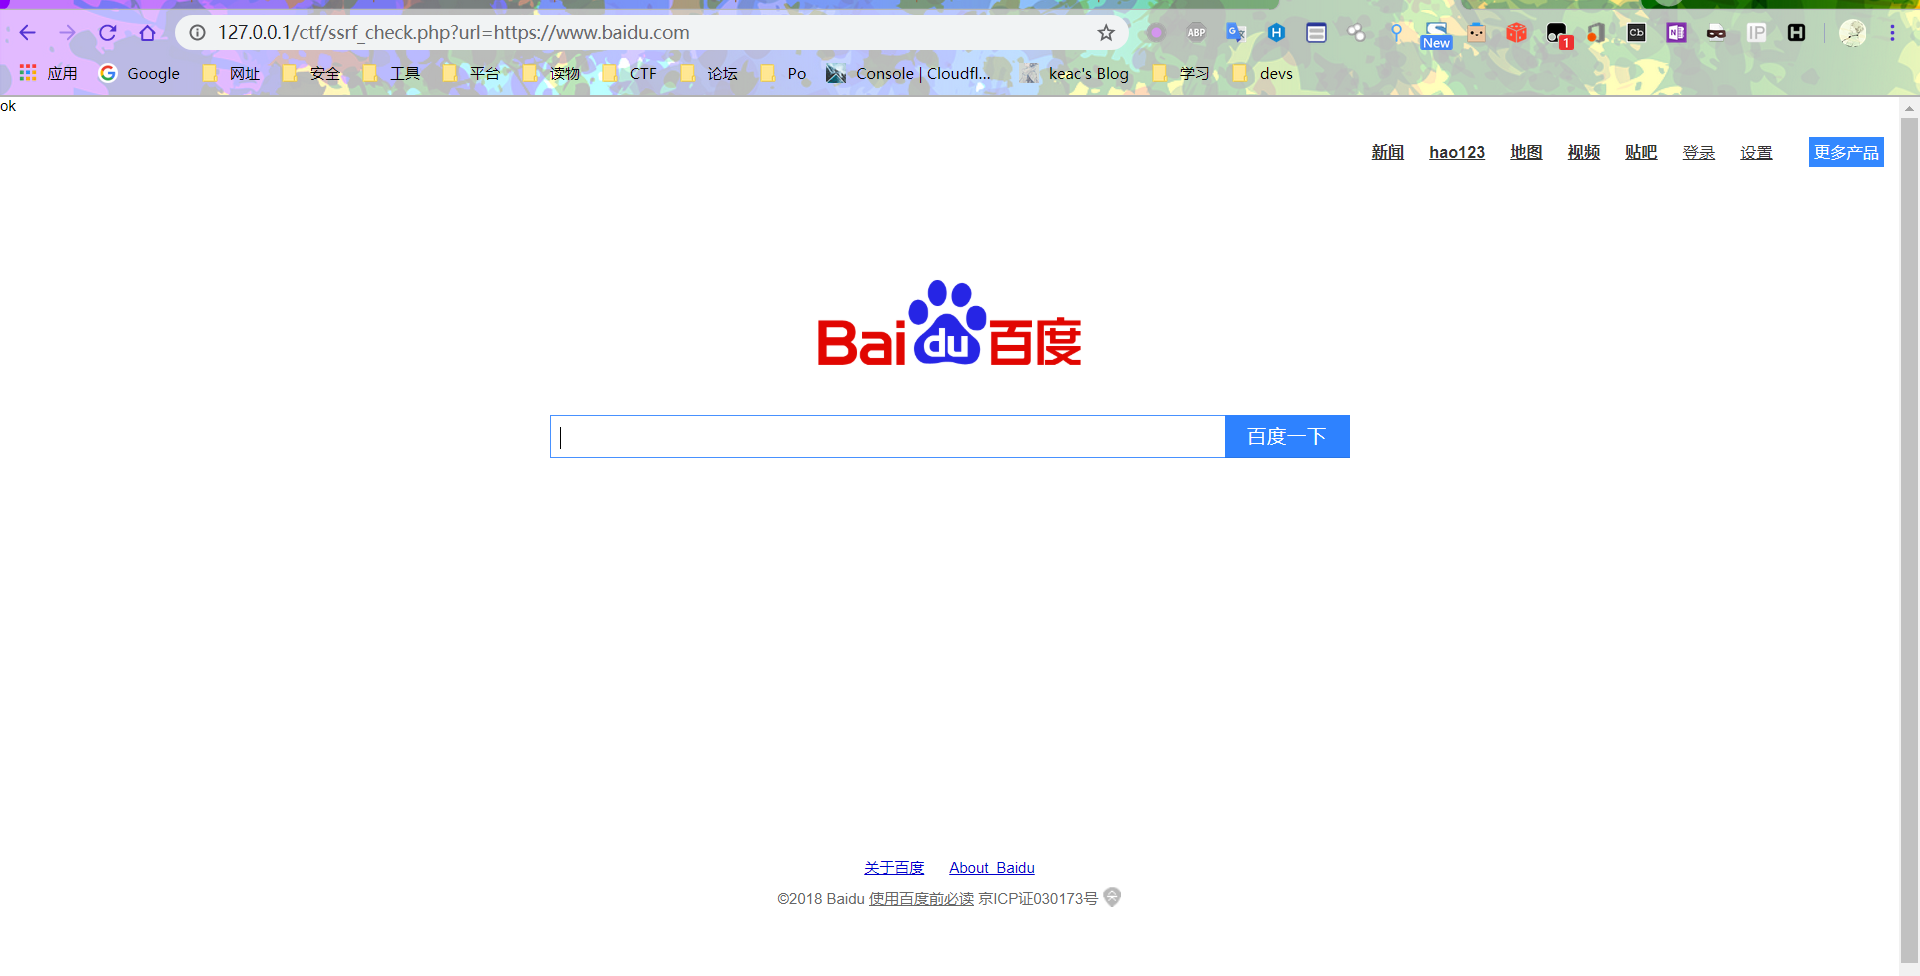 127.0.0.1/ctf/ssrf_check.php?url=https://www.baidu.com
ABP
New
1
Cb
N
IP
H
应用 Google 网址 安全 工具 平台 读物 CTF 论坛 Po Console | Cloudfl... keac's Blog 学习 devs
ok
新闻 hao123 地图 视频 贴吧 登录 设置 更多产品
Bai du 百度
百度一下
关于百度 About Baidu
©2018 Baidu 使用百度前必读 京ICP证030173号